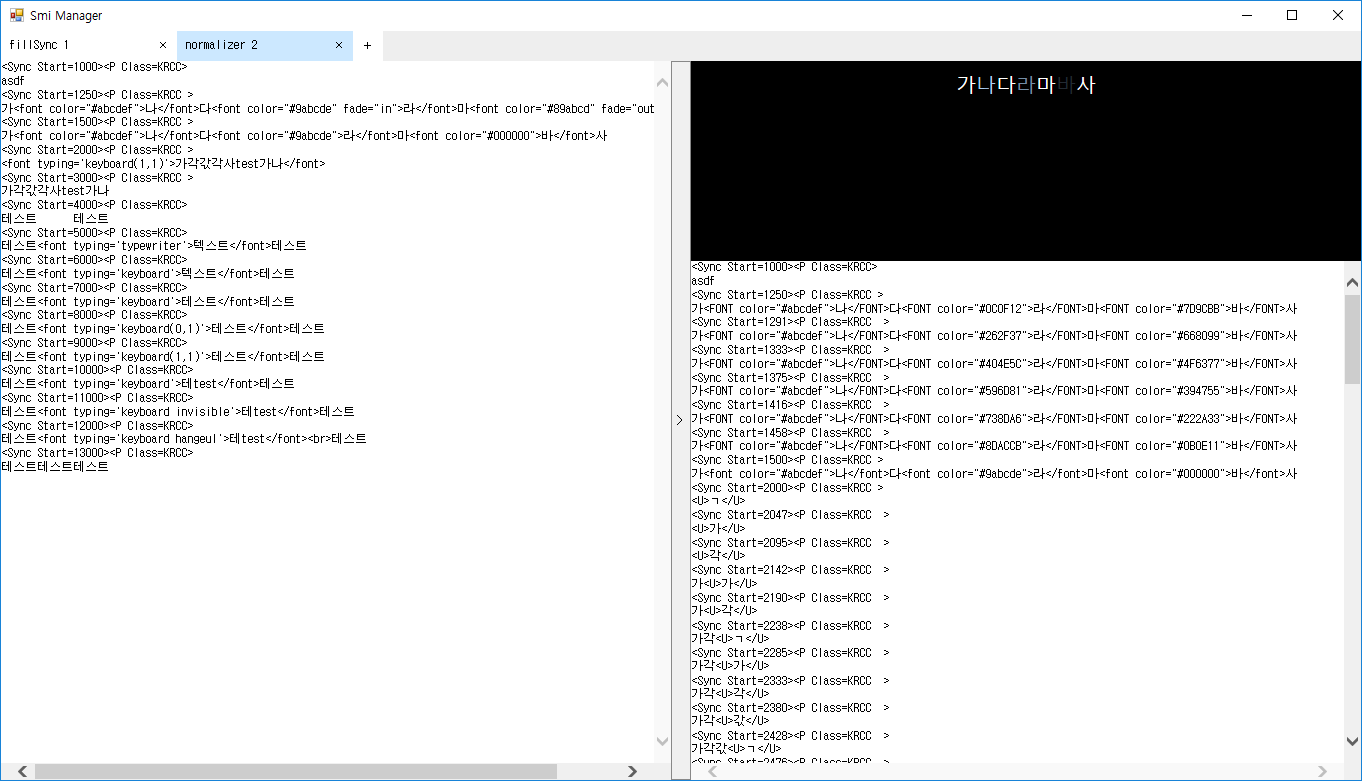 Smi Manager
fillSync 1 ×
normalizer 2 ×
+
<Sync Start=1000><P Class=KRCC>
asdf
<Sync Start=1250><P Class=KRCC >
가<font color="#abcdef">나</font>다<font color="#9abcde" fade="in">라</font>마<font color="#89abcd" fade="out
<Sync Start=1500><P Class=KRCC >
가<font color="#abcdef">나</font>다<font color="#9abcde">라</font>마<font color="#000000">바</font>사
<Sync Start=2000><P Class=KRCC >
<font typing='keyboard(1,1)'>가각값각사test가나</font>
<Sync Start=3000><P Class=KRCC >
가각값각사test가나
<Sync Start=4000><P Class=KRCC>
테스트      테스트
<Sync Start=5000><P Class=KRCC>
테스트<font typing='typewriter'>텍스트</font>테스트
<Sync Start=6000><P Class=KRCC>
테스트<font typing='keyboard'>텍스트</font>테스트
<Sync Start=7000><P Class=KRCC>
테스트<font typing='keyboard'>테스트</font>테스트
<Sync Start=8000><P Class=KRCC>
테스트<font typing='keyboard(0,1)'>테스트</font>테스트
<Sync Start=9000><P Class=KRCC>
테스트<font typing='keyboard(1,1)'>테스트</font>테스트
<Sync Start=10000><P Class=KRCC>
테스트<font typing='keyboard'>테test</font>테스트
<Sync Start=11000><P Class=KRCC>
테스트<font typing='keyboard invisible'>테test</font>테스트
<Sync Start=12000><P Class=KRCC>
테스트<font typing='keyboard hangeul'>테test</font><br>테스트
<Sync Start=13000><P Class=KRCC>
테스트테스트테스트
가나다라마바사
<Sync Start=1000><P Class=KRCC>
asdf
<Sync Start=1250><P Class=KRCC >
가<FONT color="#abcdef">나</FONT>다<FONT color="#0C0F12">라</FONT>마<FONT color="#7D9CBB">바</FONT>사
<Sync Start=1291><P Class=KRCC  >
가<FONT color="#abcdef">나</FONT>다<FONT color="#262F37">라</FONT>마<FONT color="#668099">바</FONT>사
<Sync Start=1333><P Class=KRCC  >
가<FONT color="#abcdef">나</FONT>다<FONT color="#404E5C">라</FONT>마<FONT color="#4F6377">바</FONT>사
<Sync Start=1375><P Class=KRCC  >
가<FONT color="#abcdef">나</FONT>다<FONT color="#596D81">라</FONT>마<FONT color="#394755">바</FONT>사
<Sync Start=1416><P Class=KRCC  >
가<FONT color="#abcdef">나</FONT>다<FONT color="#738DA6">라</FONT>마<FONT color="#222A33">바</FONT>사
<Sync Start=1458><P Class=KRCC  >
가<FONT color="#abcdef">나</FONT>다<FONT color="#8DACCB">라</FONT>마<FONT color="#0B0E11">바</FONT>사
<Sync Start=1500><P Class=KRCC >
가<font color="#abcdef">나</font>다<font color="#9abcde">라</font>마<font color="#000000">바</font>사
<Sync Start=2000><P Class=KRCC >
<U>ㄱ</U>
<Sync Start=2047><P Class=KRCC  >
<U>가</U>
<Sync Start=2095><P Class=KRCC  >
<U>각</U>
<Sync Start=2142><P Class=KRCC  >
가<U>가</U>
<Sync Start=2190><P Class=KRCC  >
가<U>각</U>
<Sync Start=2238><P Class=KRCC  >
가각<U>ㄱ</U>
<Sync Start=2285><P Class=KRCC  >
가각<U>가</U>
<Sync Start=2333><P Class=KRCC  >
가각<U>각</U>
<Sync Start=2380><P Class=KRCC  >
가각<U>값</U>
<Sync Start=2428><P Class=KRCC  >
가각값<U>ㄱ</U>
<Sync Start=2476><P Class=KRCC  >